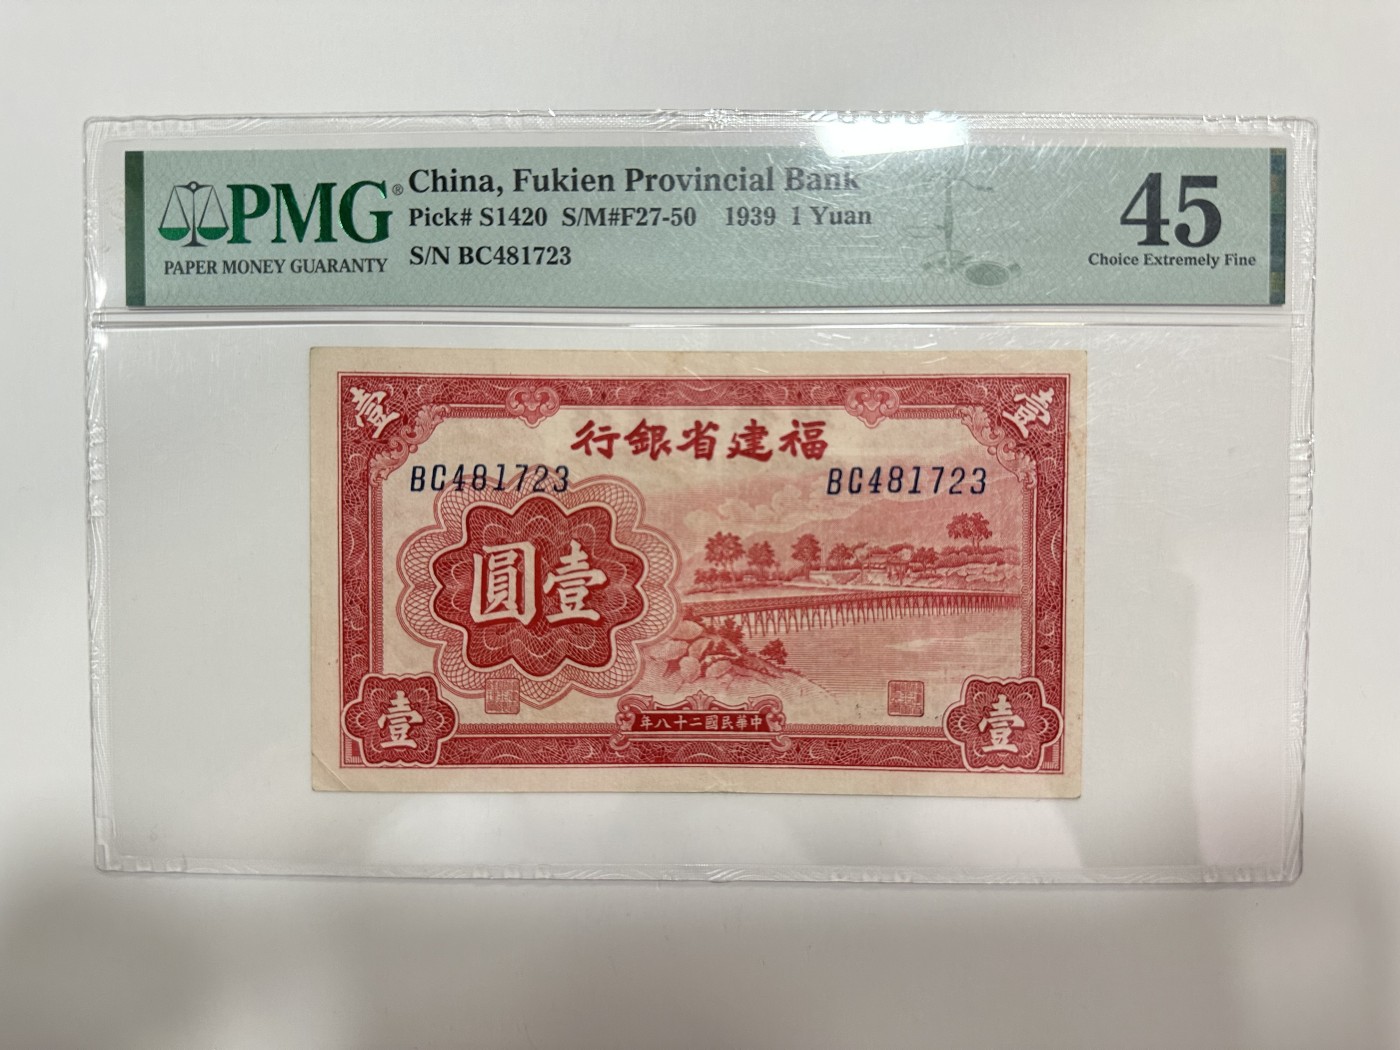 PMG®
PAPER MONEY GUARANTY
China, Fukien Provincial Bank
Pick# S1420 S/M#F27-50 1939 1 Yuan
S/N BC481723
45
Choice Extremely Fine
壹
壹
行銀省建福
BC481723
BC481723
圓壹
壹
年八十二國民華中
壹